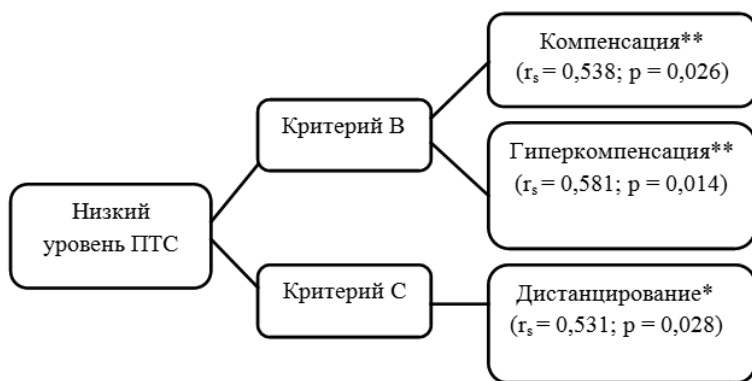 Низкий
уровень ПТС
Критерий В
Критерий С
Компенсация**
(rₛ = 0,538; p = 0,026)
Гиперкомпенсация**
(rₛ = 0,581; p = 0,014)
Дистанцирование*
(rₛ = 0,531; p = 0,028)